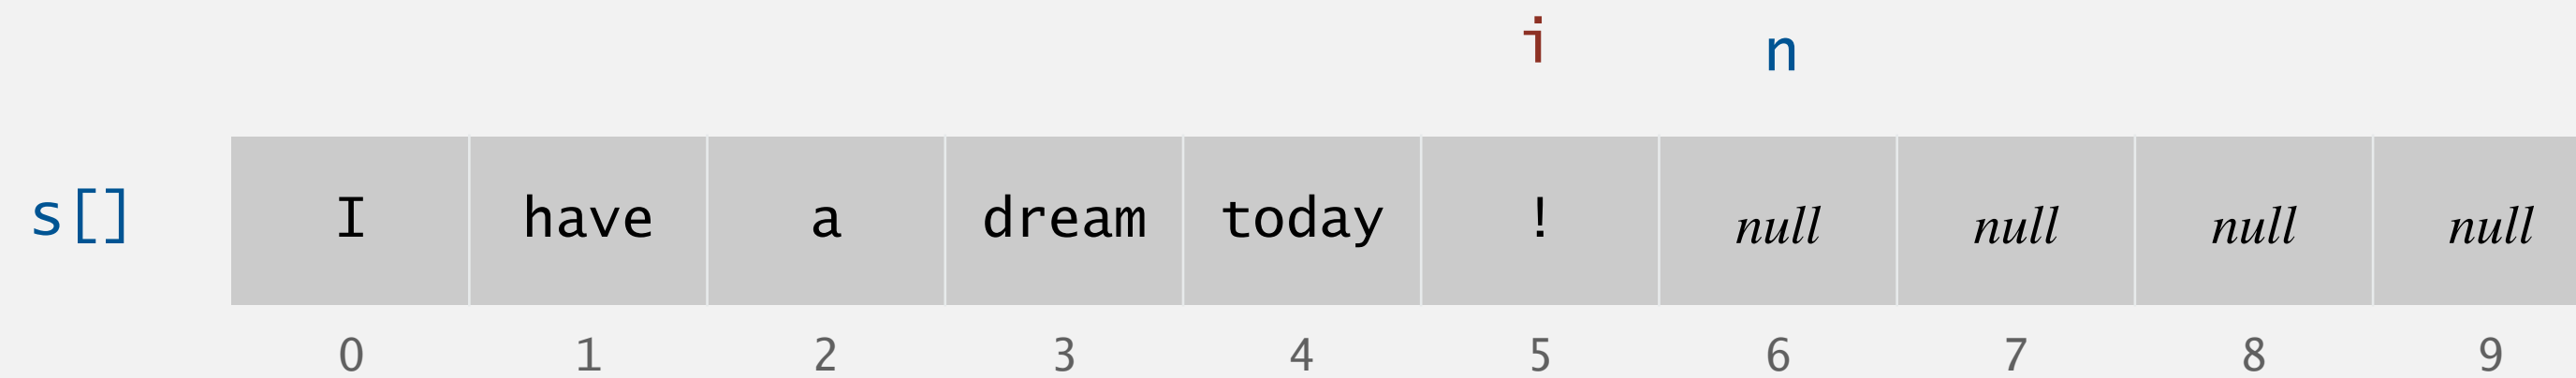 i n
s[] I have a dream today ! null null null null
0 1 2 3 4 5 6 7 8 9